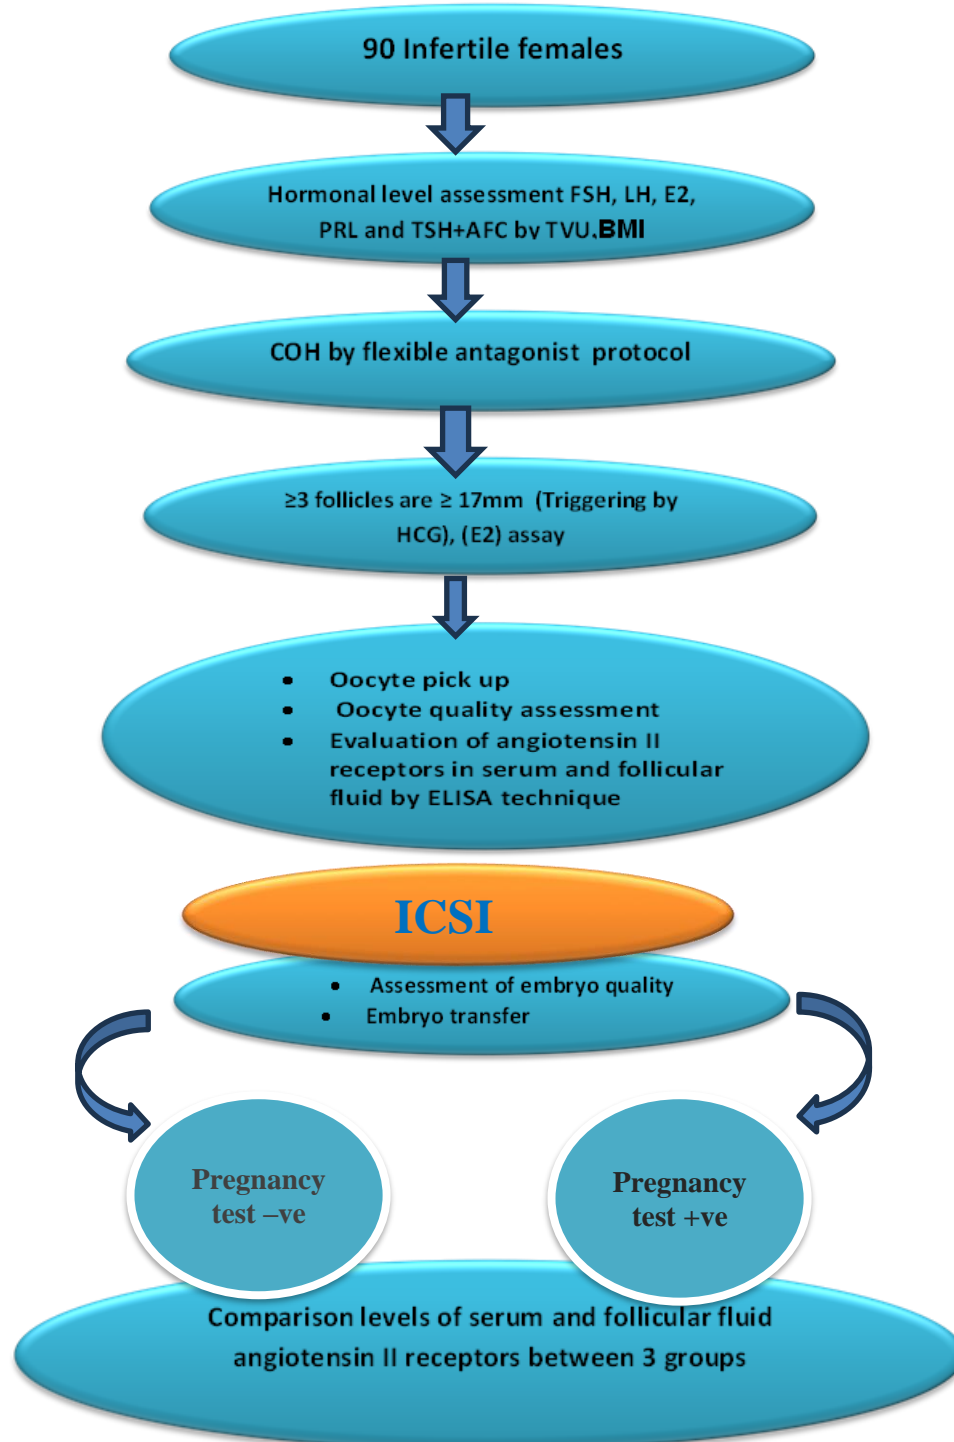 90 Infertile females
Hormonal level assessment FSH, LH, E2,
PRL and TSH+AFC by TVU.BMI
COH by flexible antagonist protocol
≥3 follicles are ≥ 17mm (Triggering by
HCG), (E2) assay
• Oocyte pick up
• Oocyte quality assessment
• Evaluation of angiotensin II
receptors in serum and follicular
fluid by ELISA technique
ICSI
• Assessment of embryo quality
• Embryo transfer
Pregnancy
test –ve
Pregnancy
test +ve
Comparison levels of serum and follicular fluid
angiotensin II receptors between 3 groups